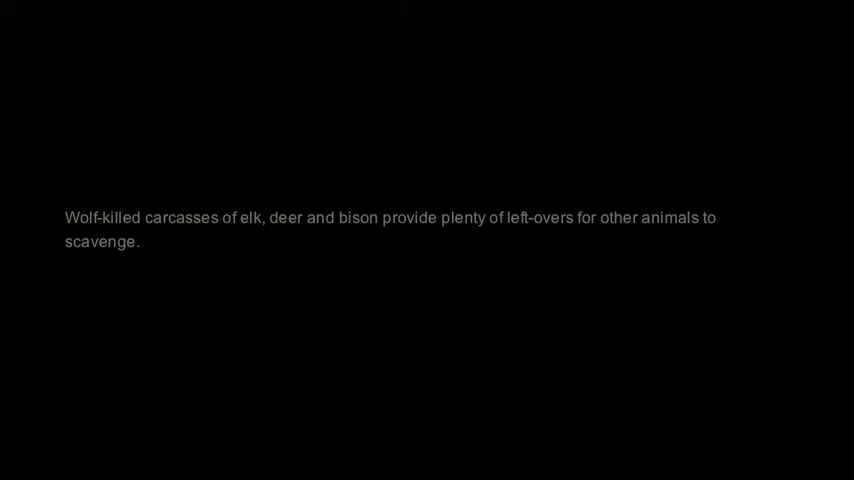 Wolf-killed carcasses of elk, deer and bison provide plenty of left-overs for other animals to
scavenge.